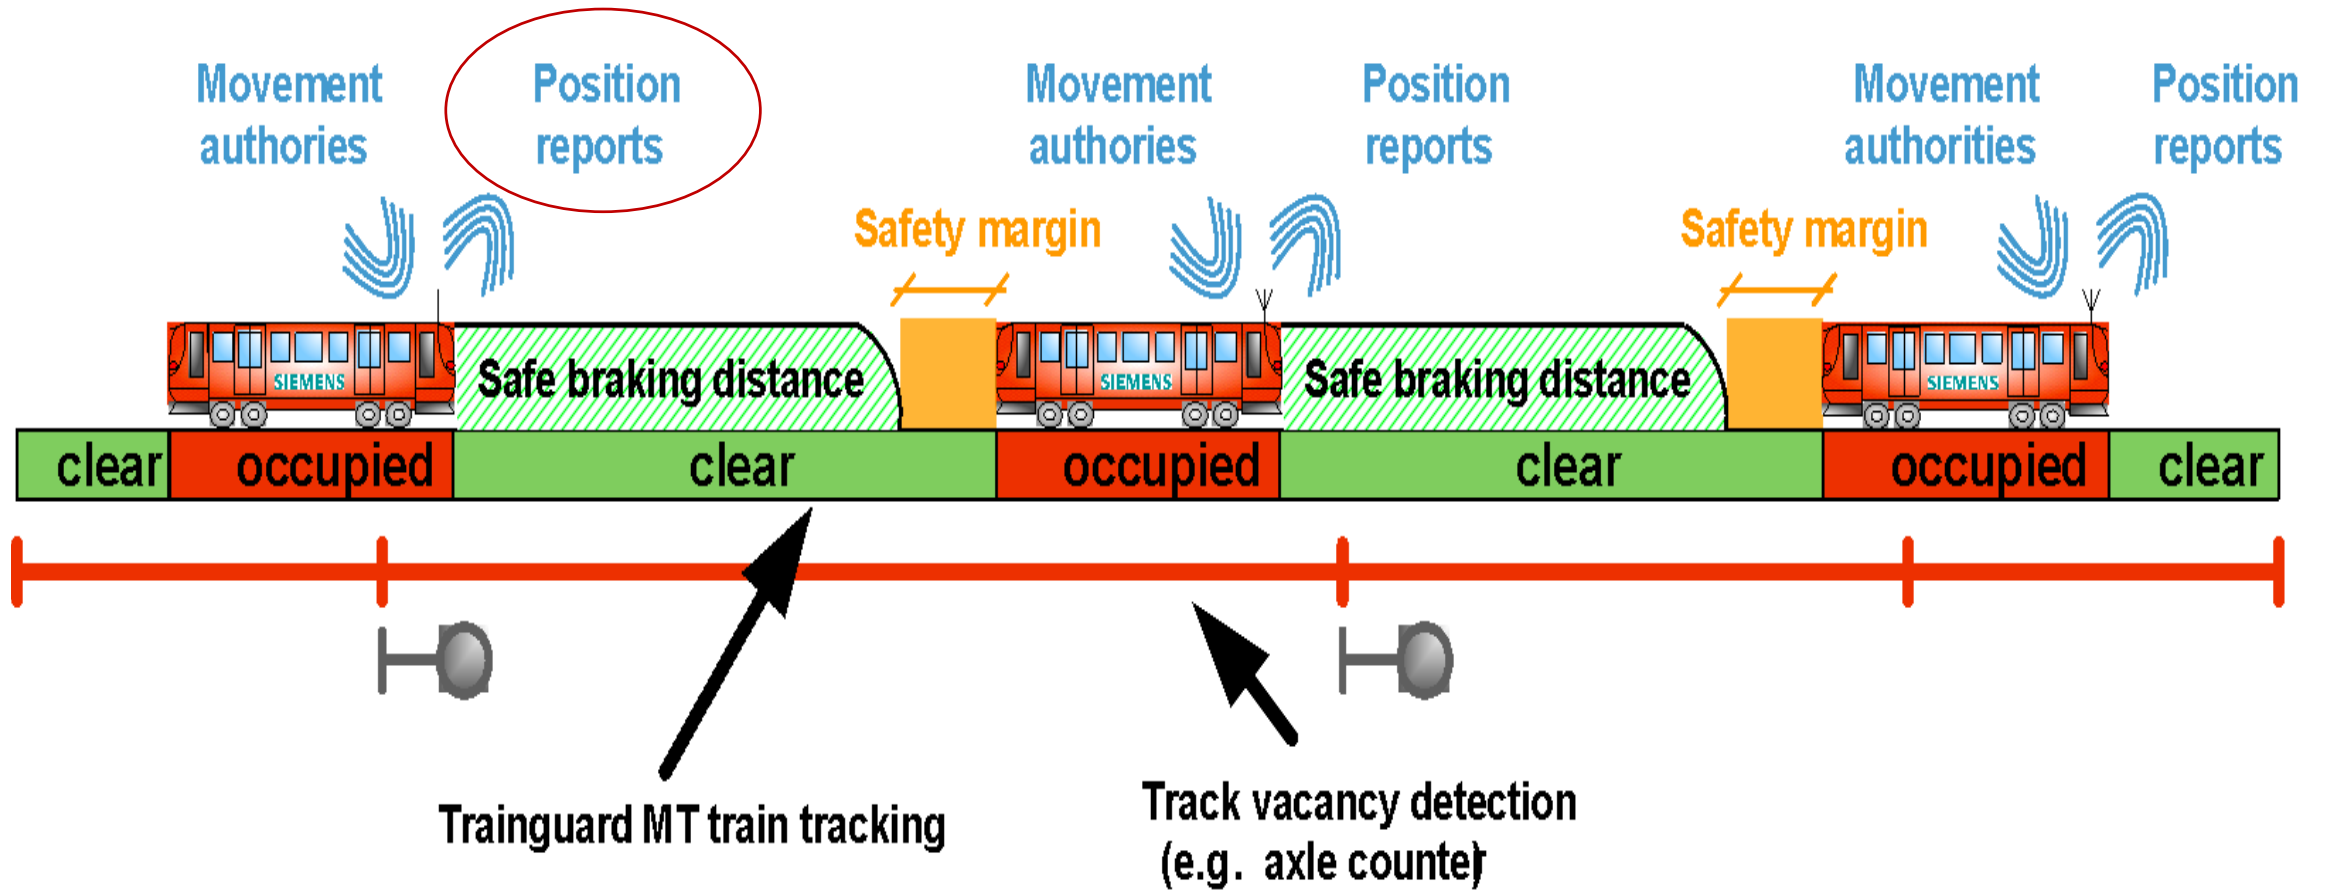 Movement
authories
Position
reports
Movement
authories
Position
reports
Movement
authorities
Position
reports
Safety margin
Safety margin
SIEMENS
Safe braking distance
SIEMENS
Safe braking distance
SIEMENS
clear
occupied
clear
occupied
clear
occupied
clear
Trainguard MT train tracking
Track vacancy detection
(e.g. axle counter)